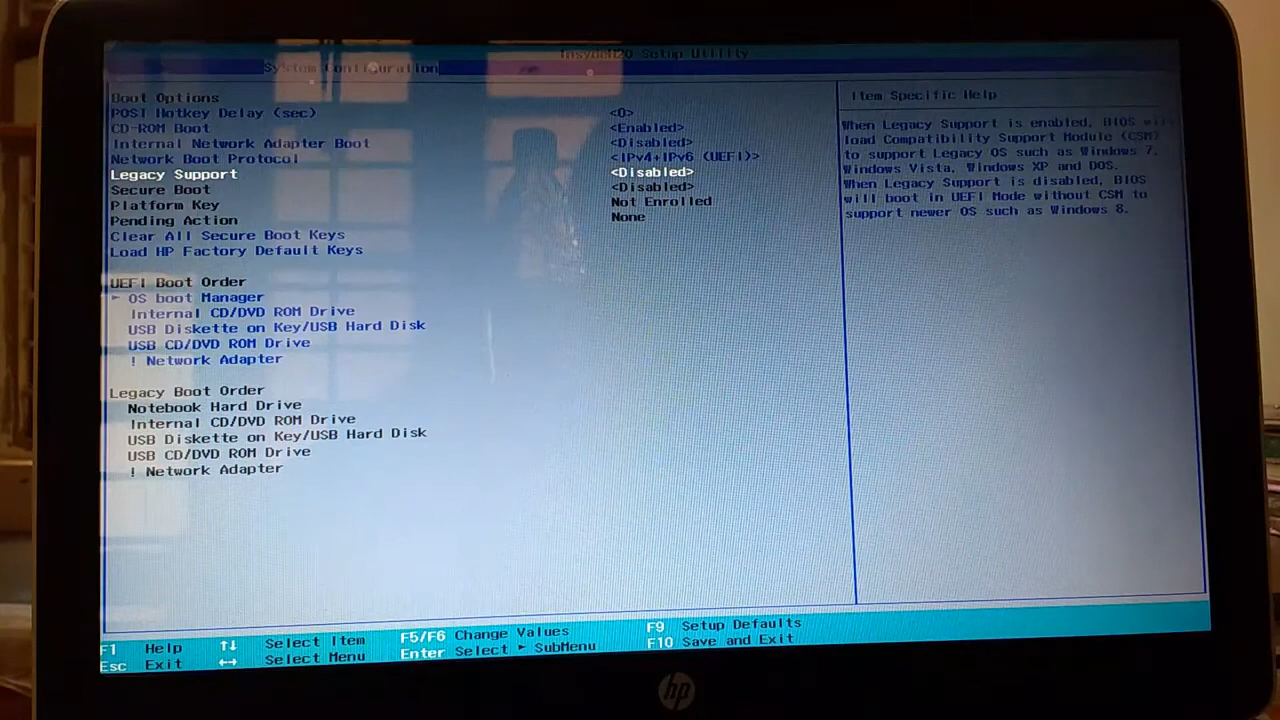 InsydeH20 Setup Utility
System Configuration
Boot Options
POST Hotkey Delay (sec) <0>
CD-ROM Boot <Enabled>
Internal Network Adapter Boot <Disabled>
Network Boot Protocol <IPv4+IPv6 (UEFI)>
Legacy Support <Disabled>
Secure Boot <Disabled>
Platform Key Not Enrolled
Pending Action None
Clear All Secure Boot Keys
Load HP Factory Default Keys
UEFI Boot Order
► OS boot Manager
Internal CD/DVD ROM Drive
USB Diskette on Key/USB Hard Disk
USB CD/DVD ROM Drive
! Network Adapter
Legacy Boot Order
Notebook Hard Drive
Internal CD/DVD ROM Drive
USB Diskette on Key/USB Hard Disk
USB CD/DVD ROM Drive
! Network Adapter
Item Specific Help
When Legacy Support is enabled, BIOS will
load Compatibility Support Module (CSM)
to support Legacy OS such as Windows 7,
Windows Vista, Windows XP and DOS.
When Legacy Support is disabled, BIOS
will boot in UEFI Mode without CSM to
support newer OS such as Windows 8.
F1 Help ↑↓ Select Item F5/F6 Change Values F9 Setup Defaults
Esc Exit ↔ Select Menu Enter Select ► SubMenu F10 Save and Exit
hp